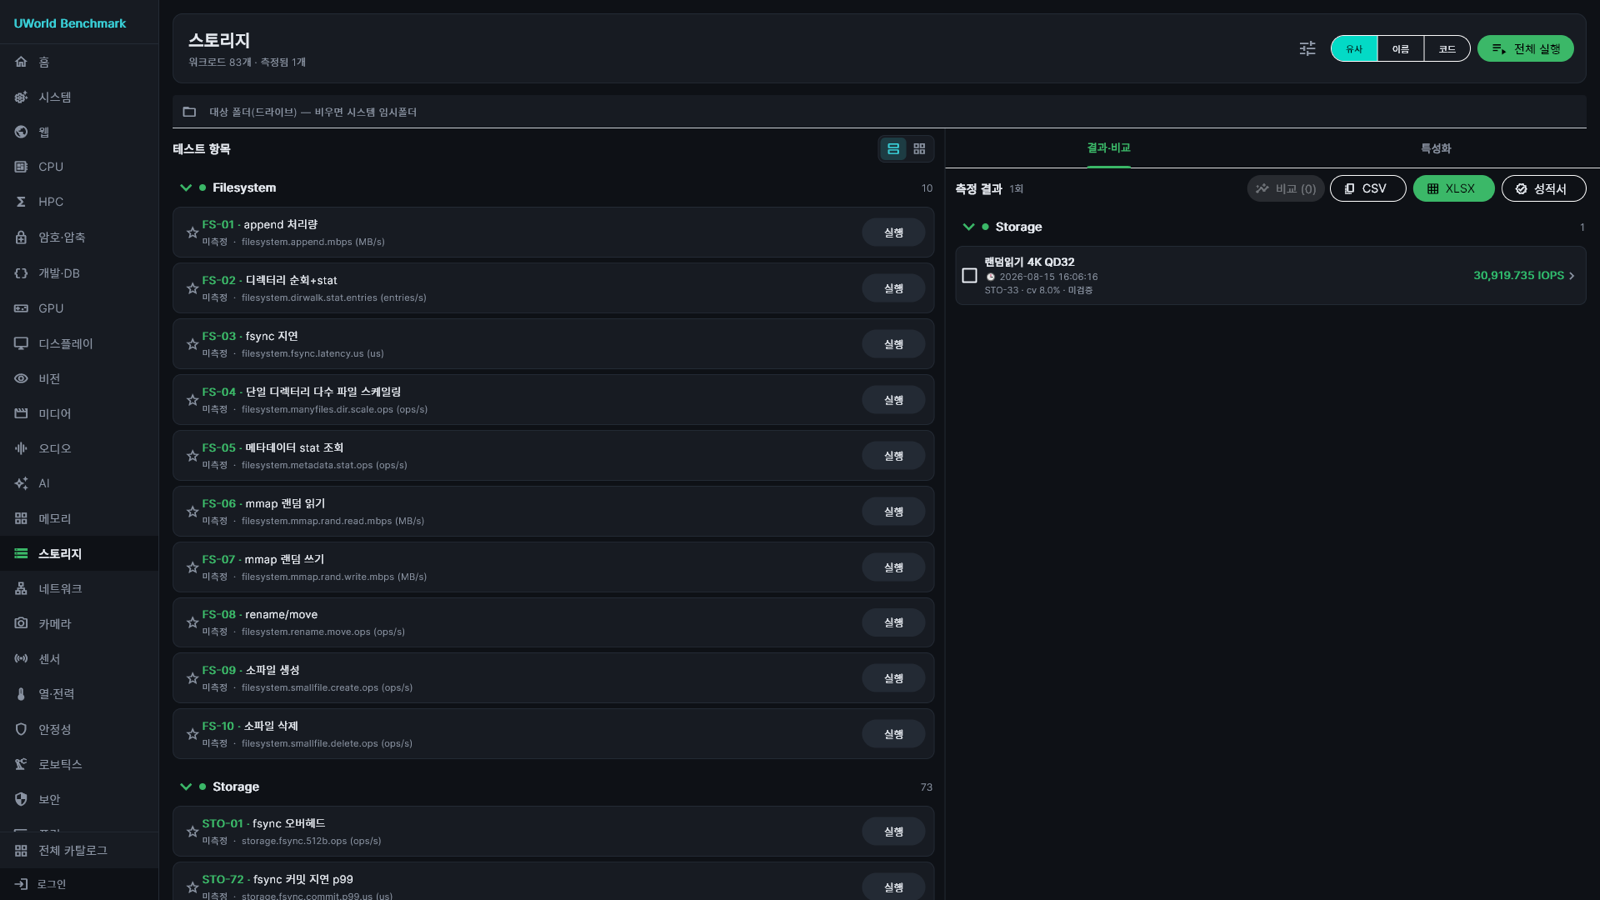 UWorld Benchmark
홈
시스템
웹
CPU
HPC
암호·압축
개발·DB
GPU
디스플레이
비전
미디어
오디오
AI
메모리
스토리지
네트워크
카메라
센서
열·전력
안정성
로보틱스
보안
전체 카탈로그
로그인
스토리지
워크로드 83개 · 측정됨 1개
유사
이름
코드
전체 실행
대상 폴더(드라이브) — 비우면 시스템 임시폴더
테스트 항목
Filesystem
10
FS-01 · append 처리량
미측정 · filesystem.append.mbps (MB/s)
실행
FS-02 · 디렉터리 순회+stat
미측정 · filesystem.dirwalk.stat.entries (entries/s)
실행
FS-03 · fsync 지연
미측정 · filesystem.fsync.latency.us (us)
실행
FS-04 · 단일 디렉터리 다수 파일 스케일링
미측정 · filesystem.manyfiles.dir.scale.ops (ops/s)
실행
FS-05 · 메타데이터 stat 조회
미측정 · filesystem.metadata.stat.ops (ops/s)
실행
FS-06 · mmap 랜덤 읽기
미측정 · filesystem.mmap.rand.read.mbps (MB/s)
실행
FS-07 · mmap 랜덤 쓰기
미측정 · filesystem.mmap.rand.write.mbps (MB/s)
실행
FS-08 · rename/move
미측정 · filesystem.rename.move.ops (ops/s)
실행
FS-09 · 소파일 생성
미측정 · filesystem.smallfile.create.ops (ops/s)
실행
FS-10 · 소파일 삭제
미측정 · filesystem.smallfile.delete.ops (ops/s)
실행
Storage
73
STO-01 · fsync 오버헤드
미측정 · storage.fsync.512b.ops (ops/s)
실행
STO-72 · fsync 커밋 지연 p99
미측정 · storage.fsync.commit.p99.us (us)
실행
결과·비교
특성화
측정 결과 1회
비교 (0)
CSV
XLSX
성적서
Storage
1
랜덤읽기 4K QD32
2026-08-15 16:06:16
STO-33 · cv 8.0% · 미검증
30,919.735 IOPS